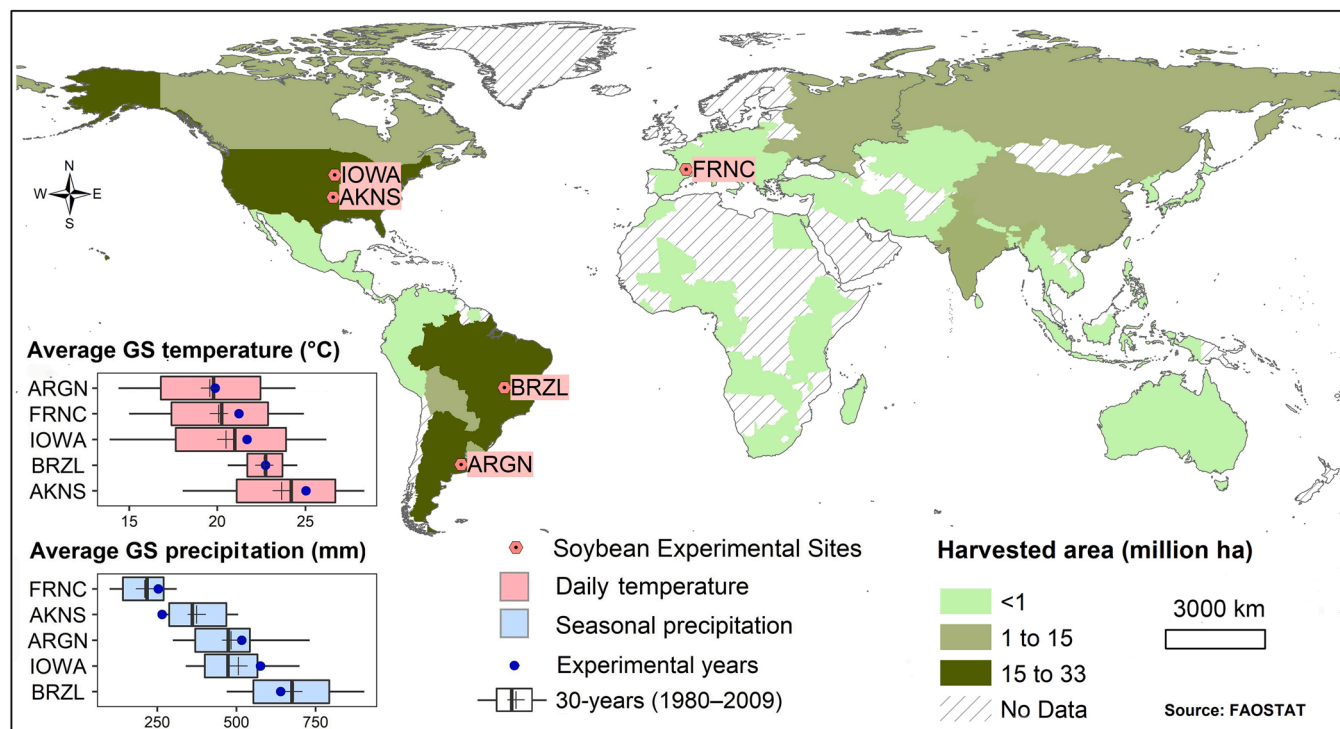 N
W E
S
IOWA
AKNS
FRNC
BRZL
ARGN
Average GS temperature (°C)
ARGN
FRNC
IOWA
BRZL
AKNS
15 20 25
Average GS precipitation (mm)
FRNC
AKNS
ARGN
IOWA
BRZL
250 500 750
Soybean Experimental Sites
Daily temperature
Seasonal precipitation
Experimental years
30-years (1980–2009)
Harvested area (million ha)
<1
1 to 15
15 to 33
No Data
3000 km
Source: FAOSTAT